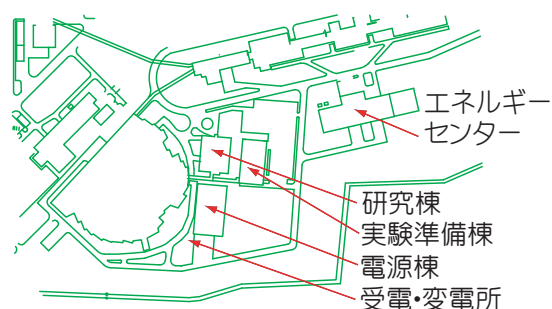 エネルギー
センター
研究棟
実験準備棟
電源棟
受電・変電所